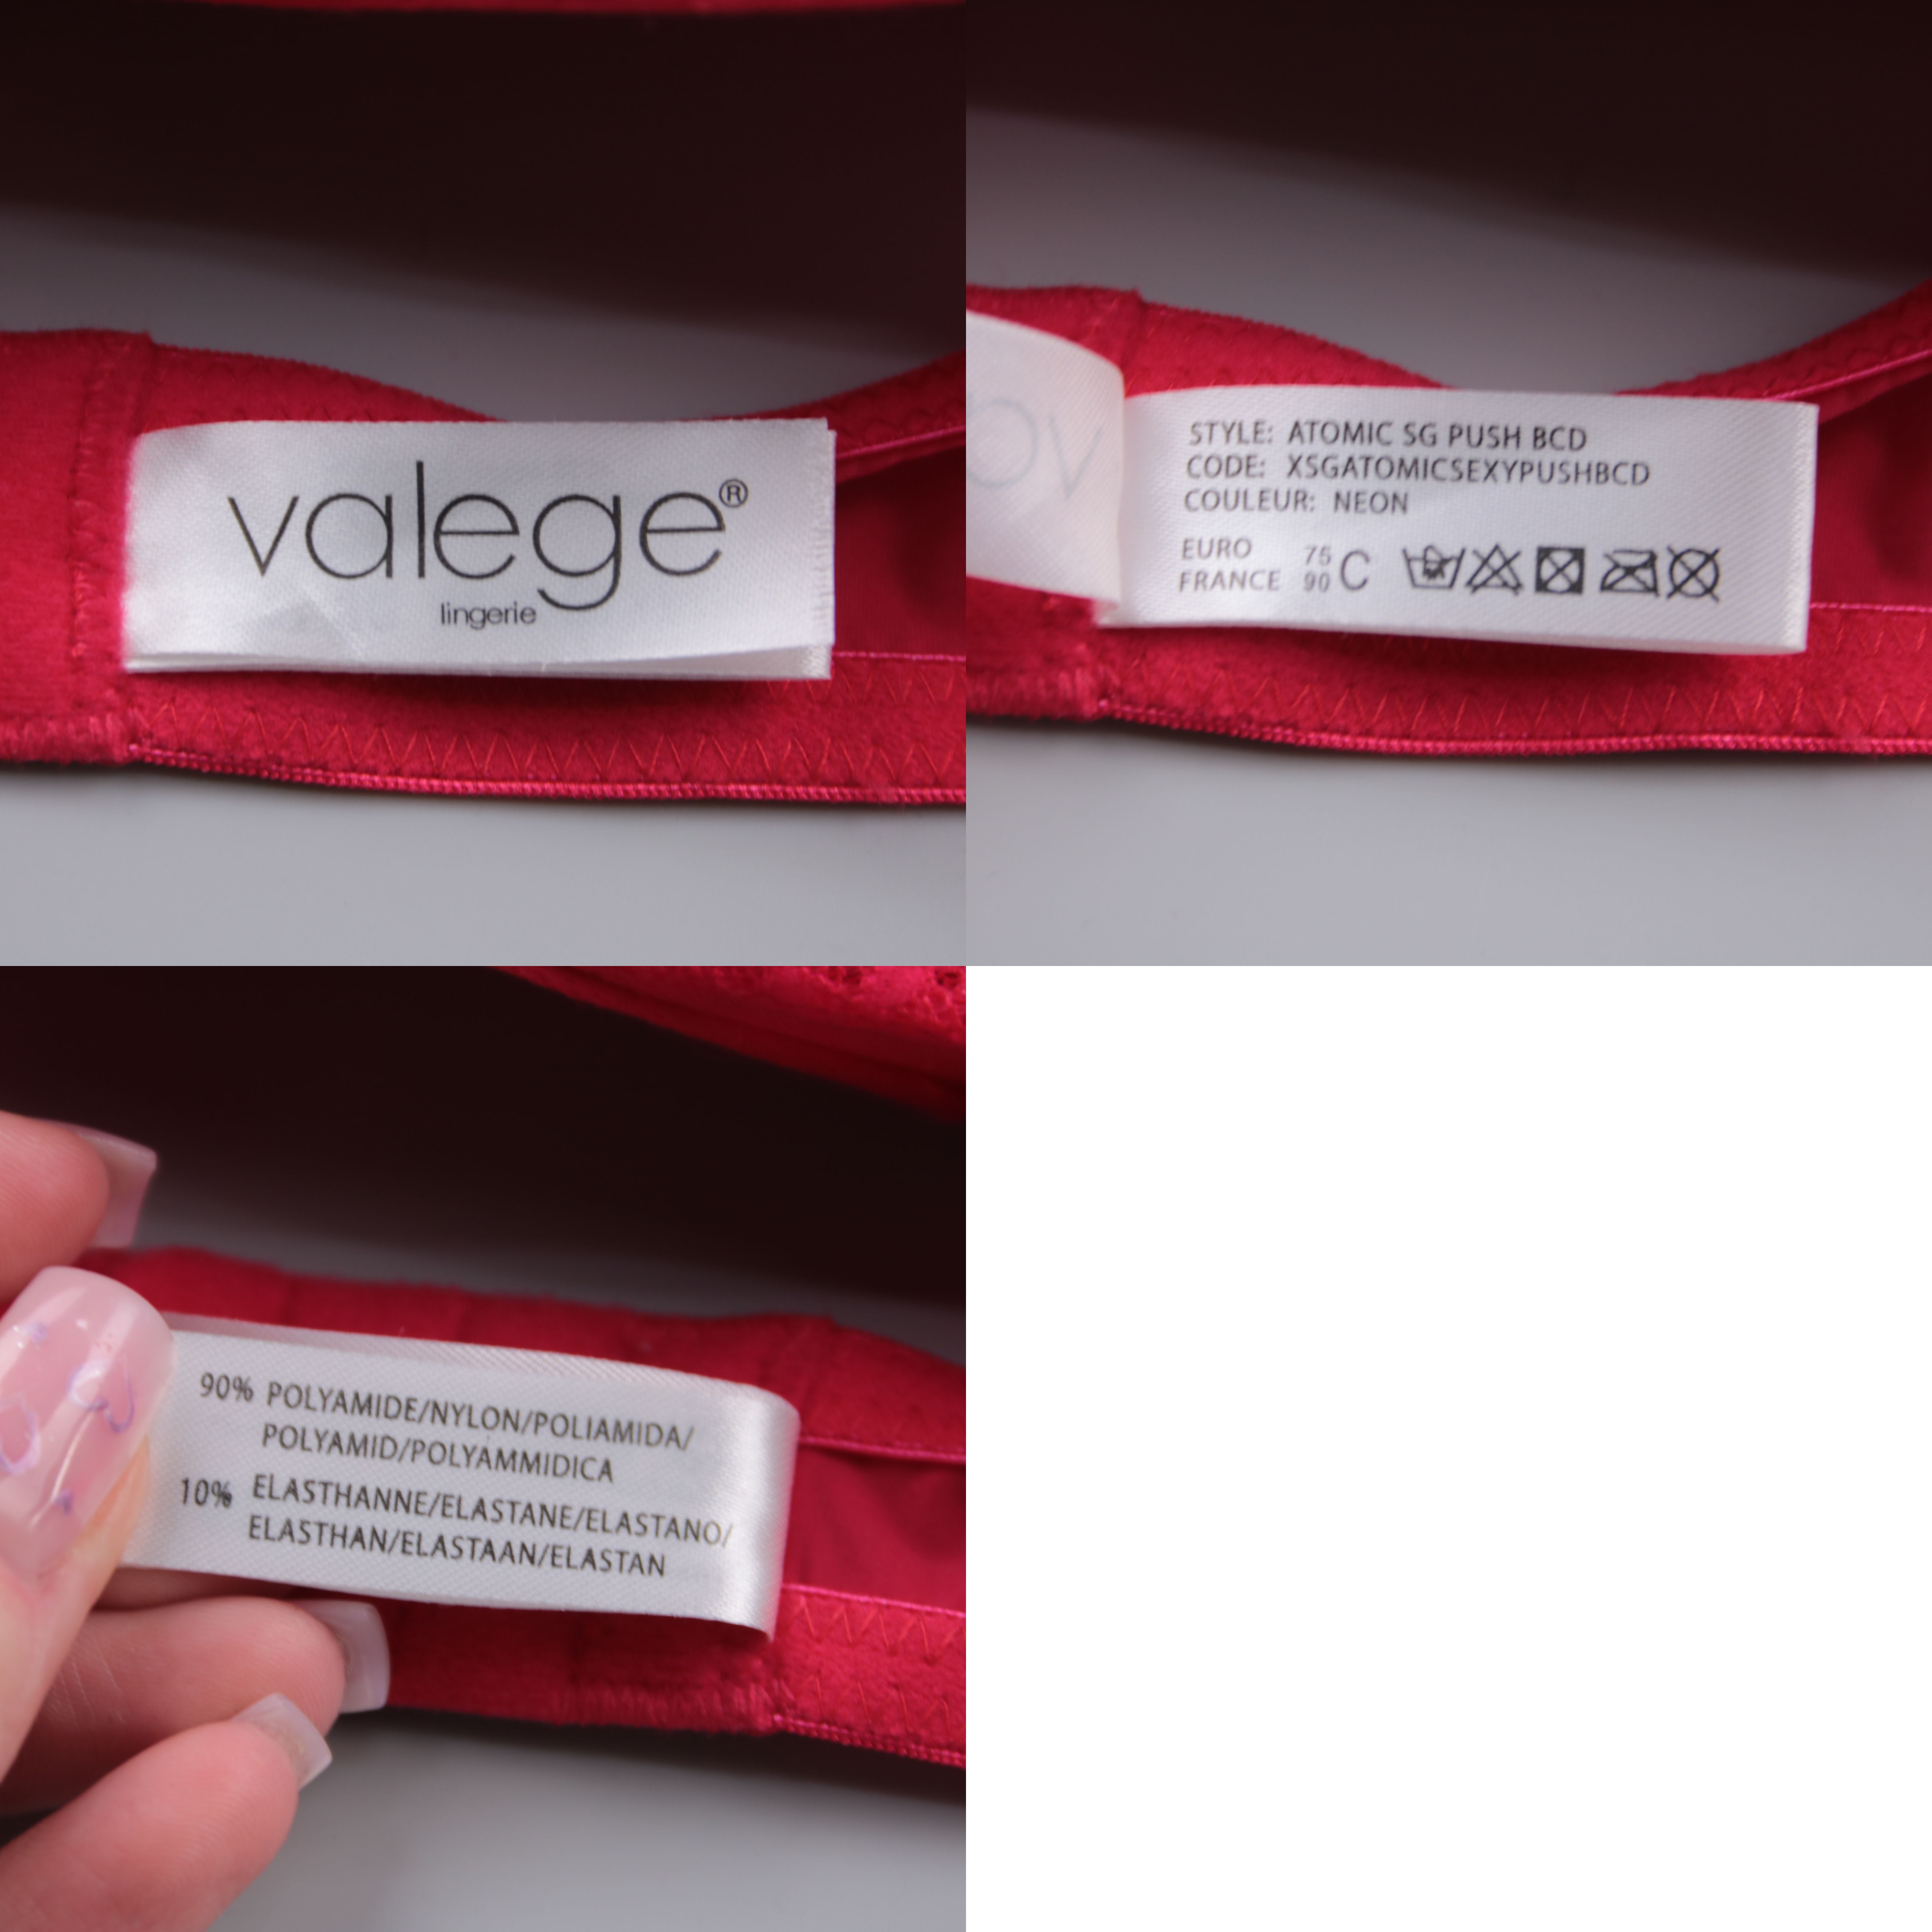 valege®
lingerie
STYLE: ATOMIC SG PUSH BCD
CODE: XSGATOMICSEXYPUSHBCD
COULEUR: NEON
EURO 75 C
FRANCE 90
90% POLYAMIDE/NYLON/POLIAMIDA/
POLYAMID/POLYAMMIDICA
10% ELASTHANNE/ELASTANE/ELASTANO/
ELASTHAN/ELASTAAN/ELASTAN